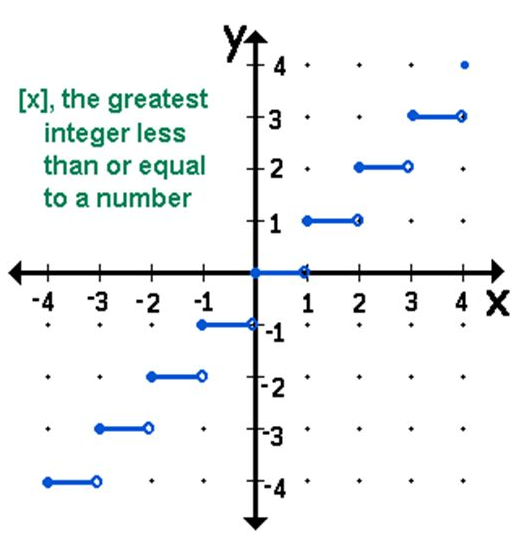 y
4
[x], the greatest
integer less
than or equal
to a number
3
2
1
-4 -3 -2 -1 1 2 3 4 x
-1
-2
-3
-4